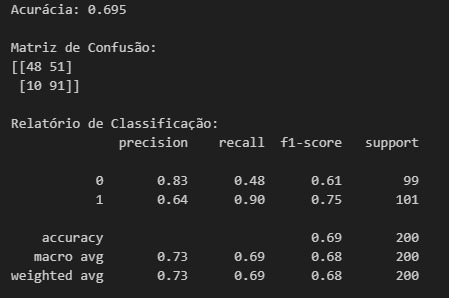 Acurácia: 0.695
Matriz de Confusão:
[[48 51]
[10 91]]
Relatório de Classificação:
precision recall f1-score support
0 0.83 0.48 0.61 99
1 0.64 0.90 0.75 101
accuracy 0.69 200
macro avg 0.73 0.69 0.68 200
weighted avg 0.73 0.69 0.68 200